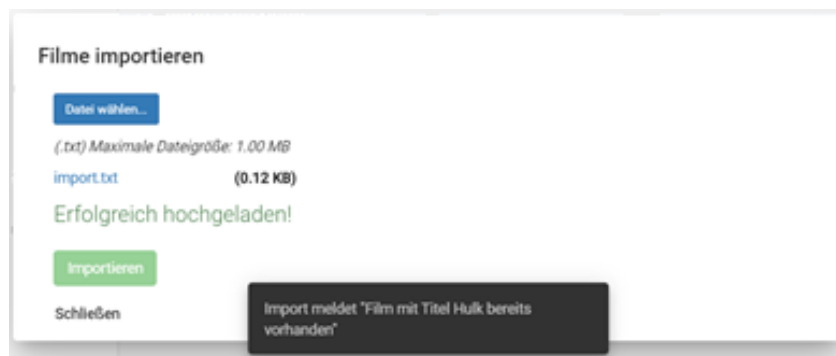 Filme importieren
Datei wählen...
(.txt) Maximale Dateigröße: 1.00 MB
import.txt (0.12 KB)
Erfolgreich hochgeladen!
Importieren
Schließen
Import meldet "Film mit Titel Hulk bereits
vorhanden"